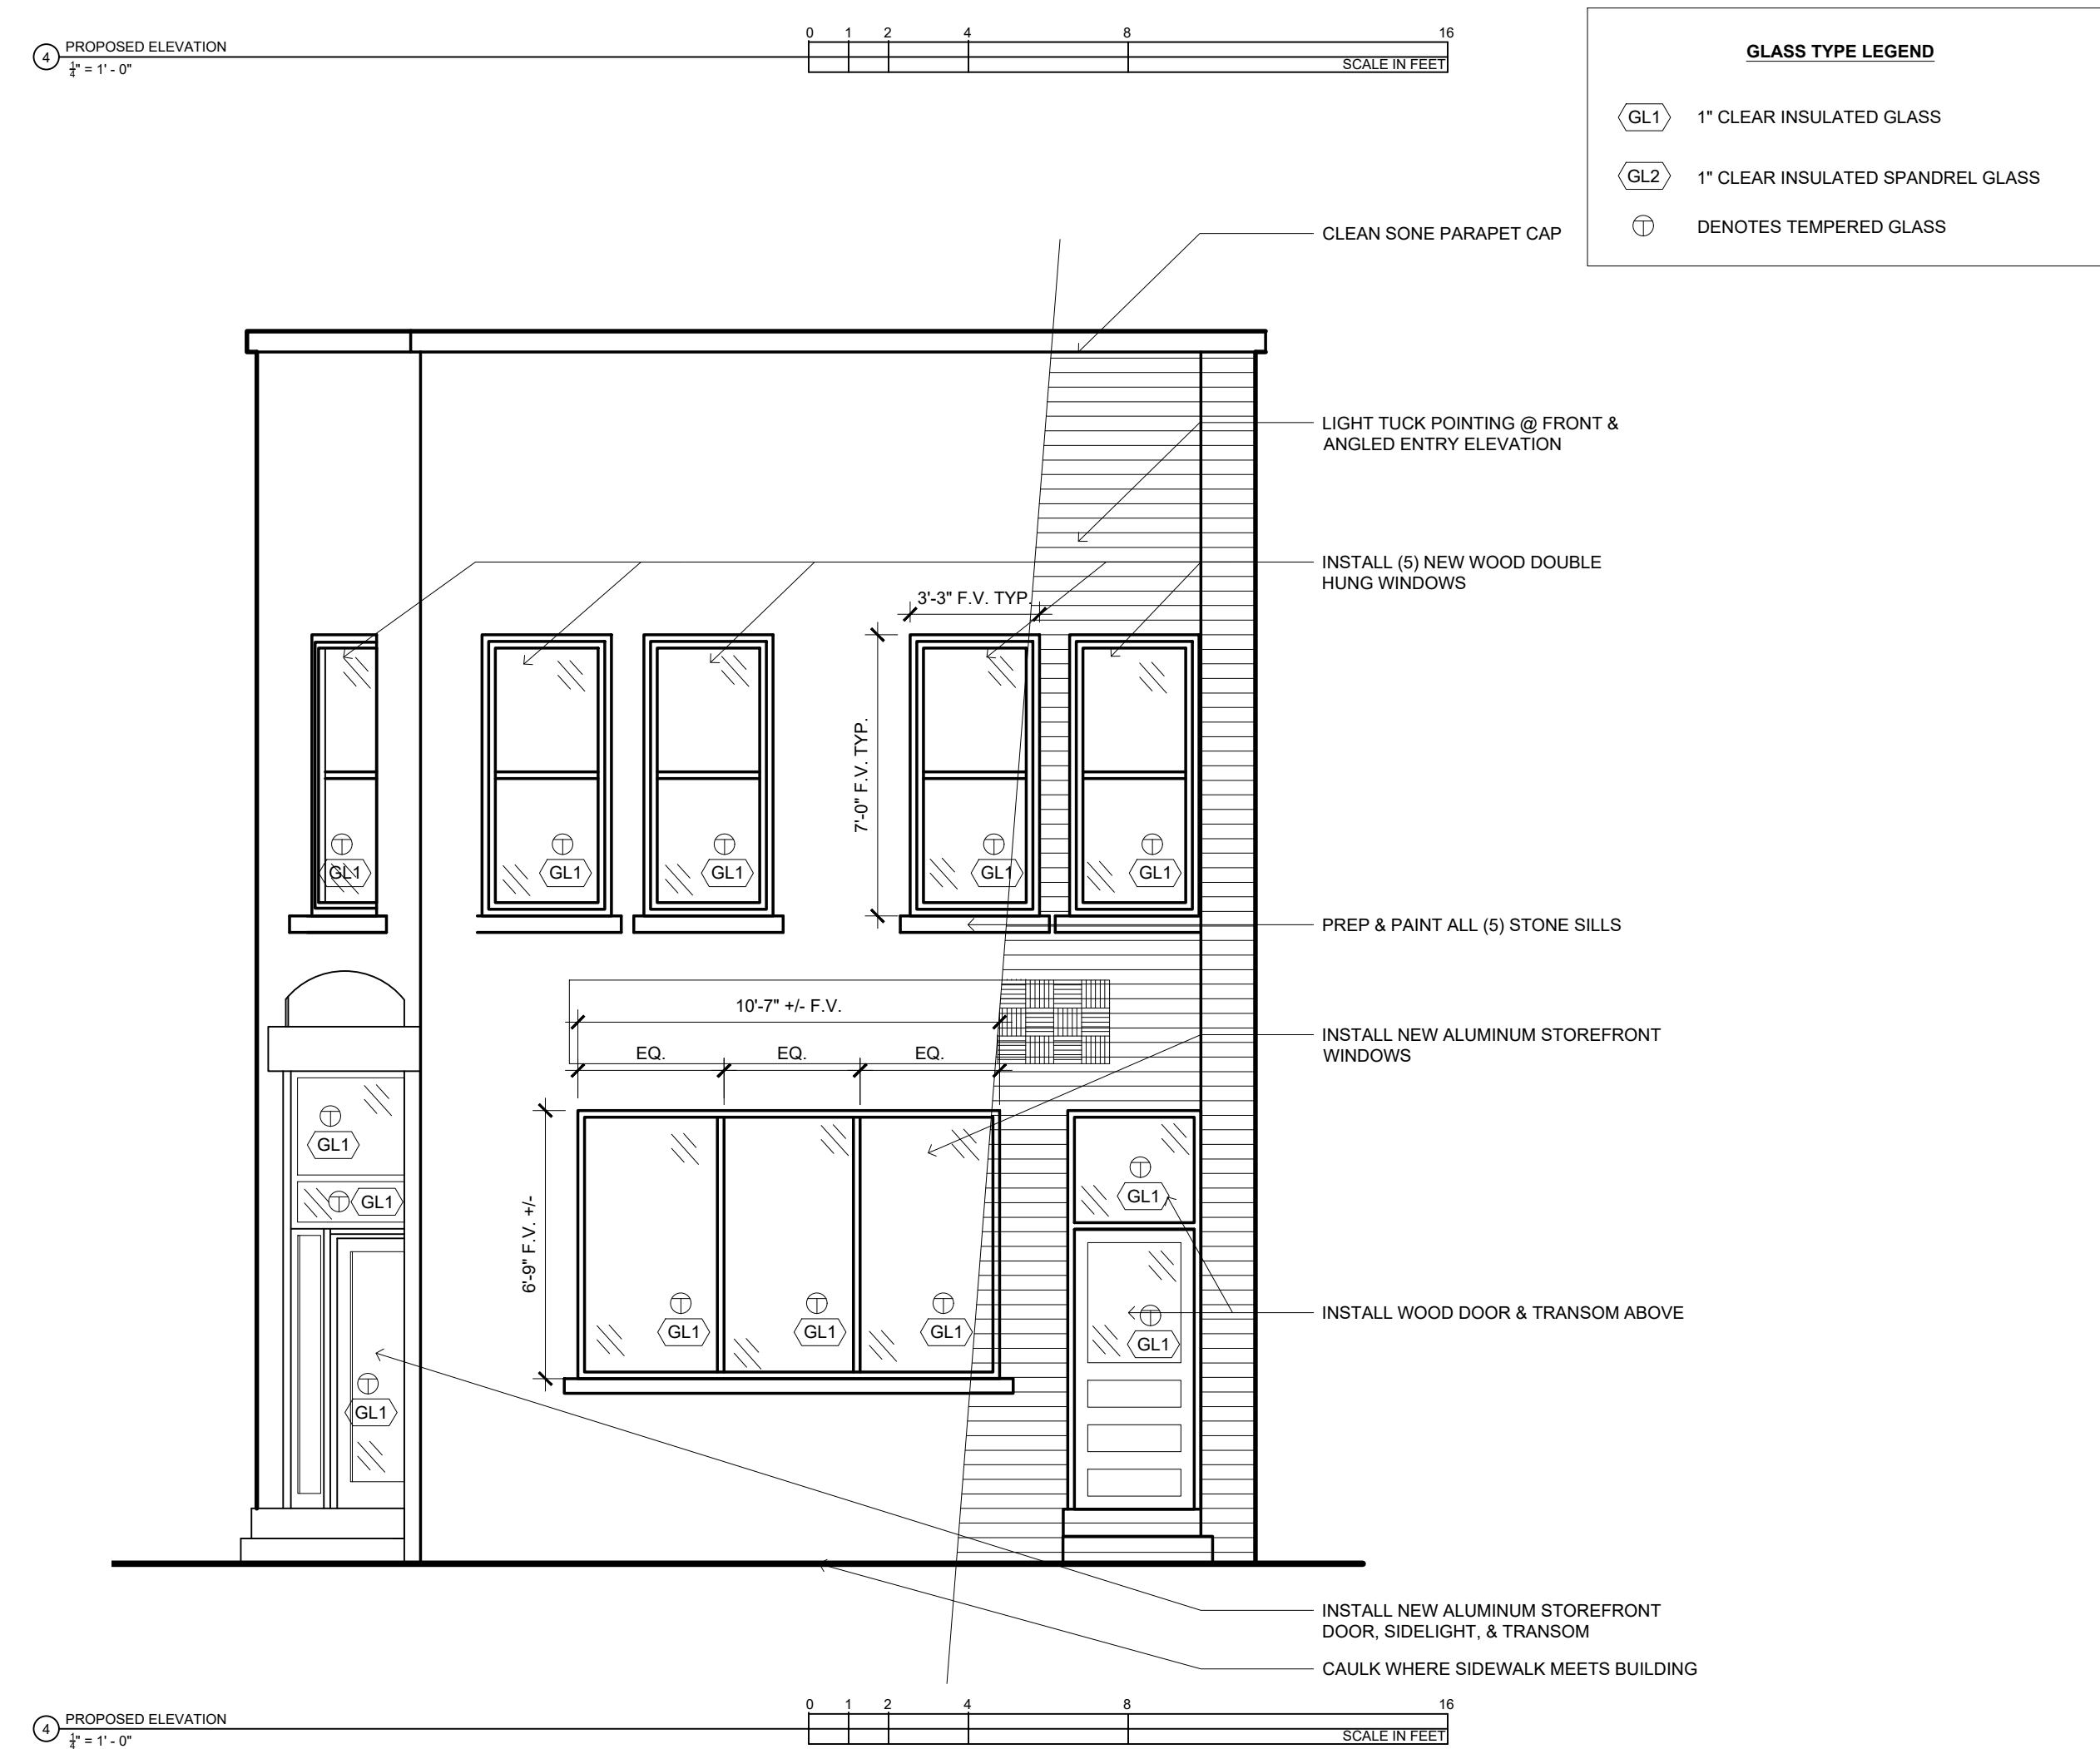 0 1 2 4 8 16
4 PROPOSED ELEVATION
1/4" = 1' - 0"
SCALE IN FEET
GLASS TYPE LEGEND
GL1 1" CLEAR INSULATED GLASS
GL2 1" CLEAR INSULATED SPANDREL GLASS
T DENOTES TEMPERED GLASS
CLEAN SONE PARAPET CAP
LIGHT TUCK POINTING @ FRONT &
ANGLED ENTRY ELEVATION
INSTALL (5) NEW WOOD DOUBLE
HUNG WINDOWS
3'-3" F.V. TYP.
7'-0" F.V. TYP.
T T T T T
GL1 GL1 GL1 GL1 GL1
PREP & PAINT ALL (5) STONE SILLS
10'-7" +/- F.V.
INSTALL NEW ALUMINUM STOREFRONT
WINDOWS
EQ. EQ. EQ.
T
GL1
T
GL1
T GL1
6'-9" F.V. +/-
T T T
GL1 GL1 GL1
INSTALL WOOD DOOR & TRANSOM ABOVE
T
GL1
T
GL1
INSTALL NEW ALUMINUM STOREFRONT
DOOR, SIDELIGHT, & TRANSOM
CAULK WHERE SIDEWALK MEETS BUILDING
0 1 2 4 8 16
4 PROPOSED ELEVATION
1/4" = 1' - 0"
SCALE IN FEET